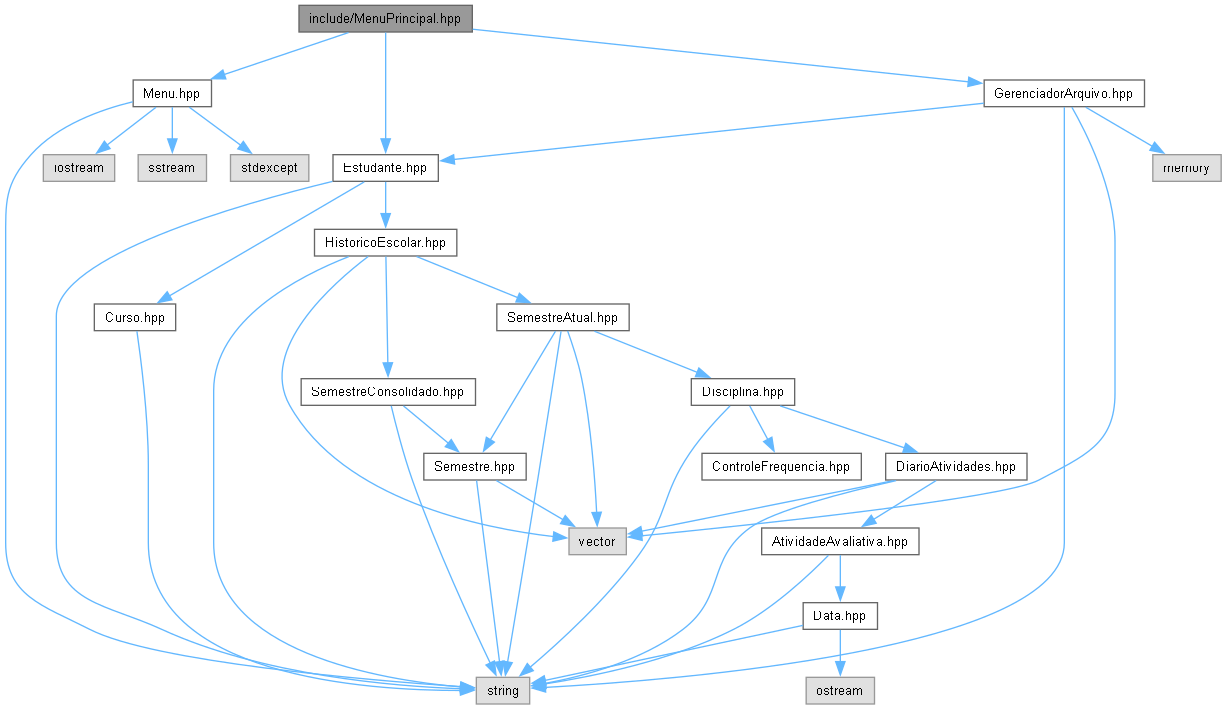 include/MenuPrincipal.hpp
Menu.hpp
GerenciadorArquivo.hpp
iostream
sstream
stdexcept
Estudante.hpp
memory
HistoricoEscolar.hpp
Curso.hpp
SemestreAtual.hpp
SemestreConsolidado.hpp
Disciplina.hpp
Semestre.hpp
ControleFrequencia.hpp
DiarioAtividades.hpp
vector
AtividadeAvaliativa.hpp
Data.hpp
string
ostream